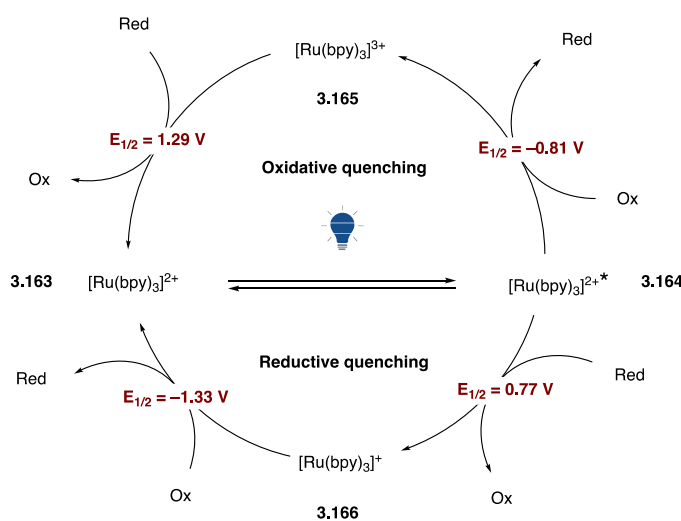 Red
[Ru(bpy)₃]³⁺
Red
3.165
E₁/₂ = 1.29 V
E₁/₂ = –0.81 V
Oxidative quenching
Ox
Ox
3.163
[Ru(bpy)₃]²⁺
[Ru(bpy)₃]²⁺*
3.164
Reductive quenching
Red
Red
E₁/₂ = –1.33 V
E₁/₂ = 0.77 V
[Ru(bpy)₃]⁺
Ox
Ox
3.166